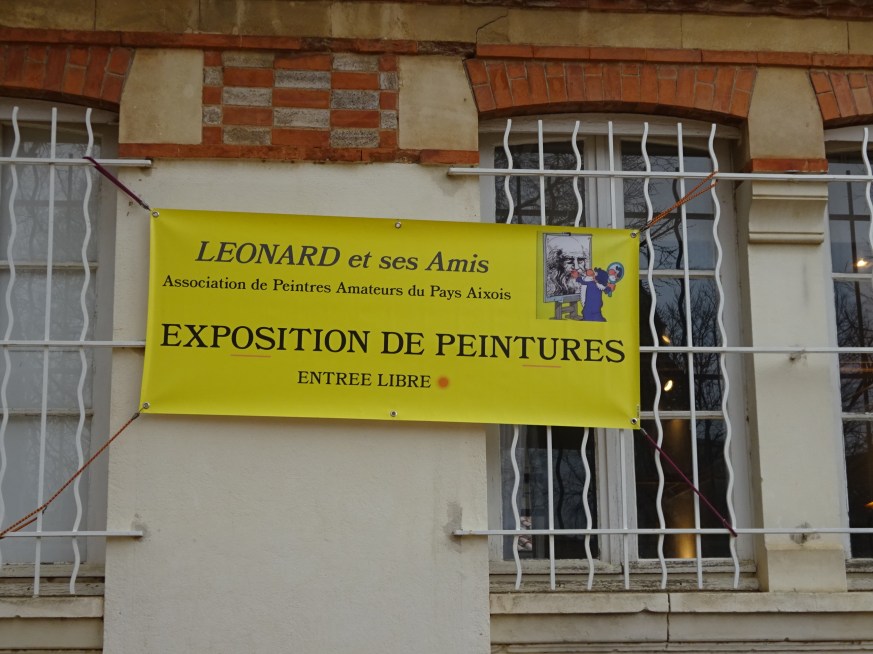 LEONARD et ses Amis
Association de Peintres Amateurs du Pays Aixois
EXPOSITION DE PEINTURES
ENTREE LIBRE